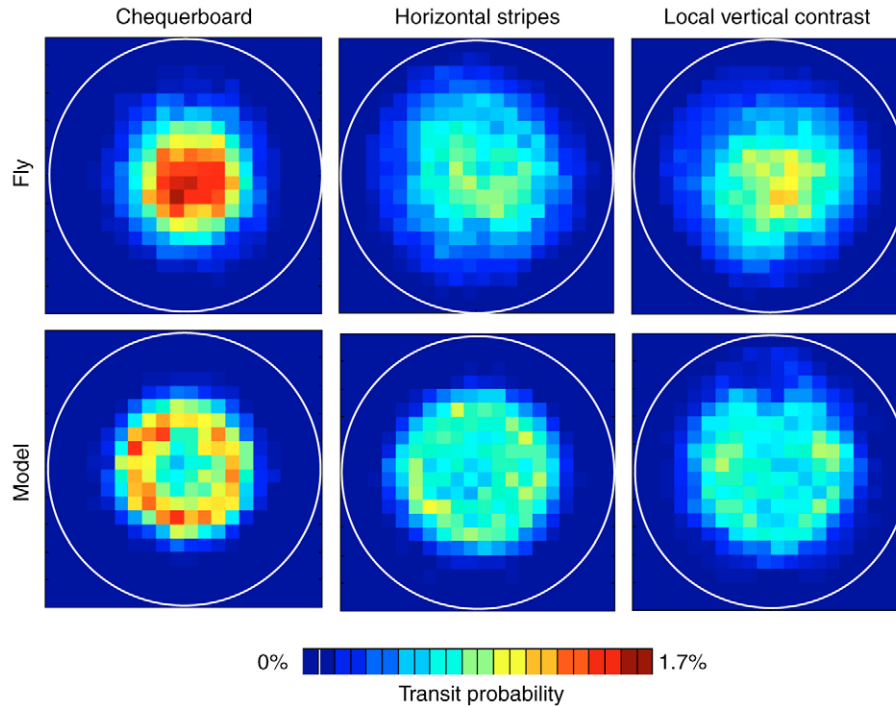 Chequerboard
Horizontal stripes
Local vertical contrast
Fly
Model
0%
1.7%
Transit probability